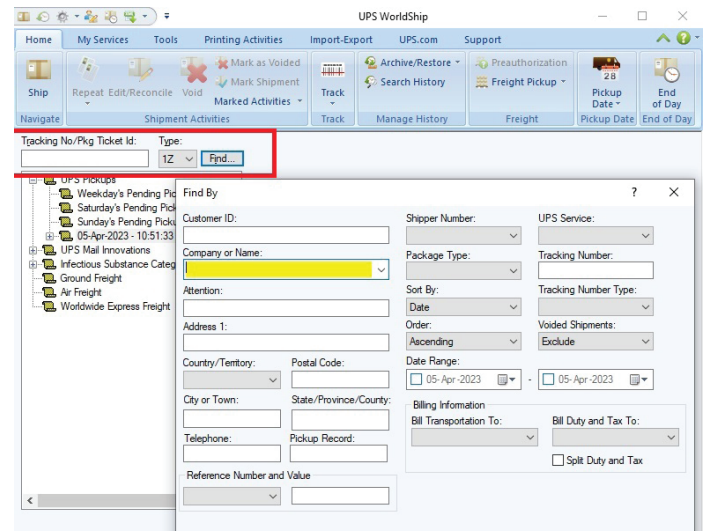 UPS WorldShip
Home My Services Tools Printing Activities Import-Export UPS.com Support
Ship
Repeat Edit/Reconcile Void
Mark as Voided
Mark Shipment
Marked Activities
Track
Archive/Restore
Search History
Preauthorization
Freight Pickup
28
Pickup Date
End of Day
Navigate Shipment Activities Track Manage History Freight Pickup Date End of Day
Tracking No/Pkg Ticket Id: Type:
1Z Find...
UPS Pickups
Weekday's Pending Pic
Saturday's Pending Pick
Sunday's Pending Picku
05-Apr-2023 - 10:51:33
UPS Mail Innovations
Infectious Substance Categ
Ground Freight
Air Freight
Worldwide Express Freight
Find By ?
Customer ID:
Company or Name:
Attention:
Address 1:
Country/Territory: Postal Code:
City or Town: State/Province/County:
Telephone: Pickup Record:
Reference Number and Value
Shipper Number: UPS Service:
Package Type: Tracking Number:
Sort By: Tracking Number Type:
Date
Order: Voided Shipments:
Ascending Exclude
Date Range:
05-Apr-2023 - 05-Apr-2023
Billing Information
Bill Transportation To: Bill Duty and Tax To:
Split Duty and Tax